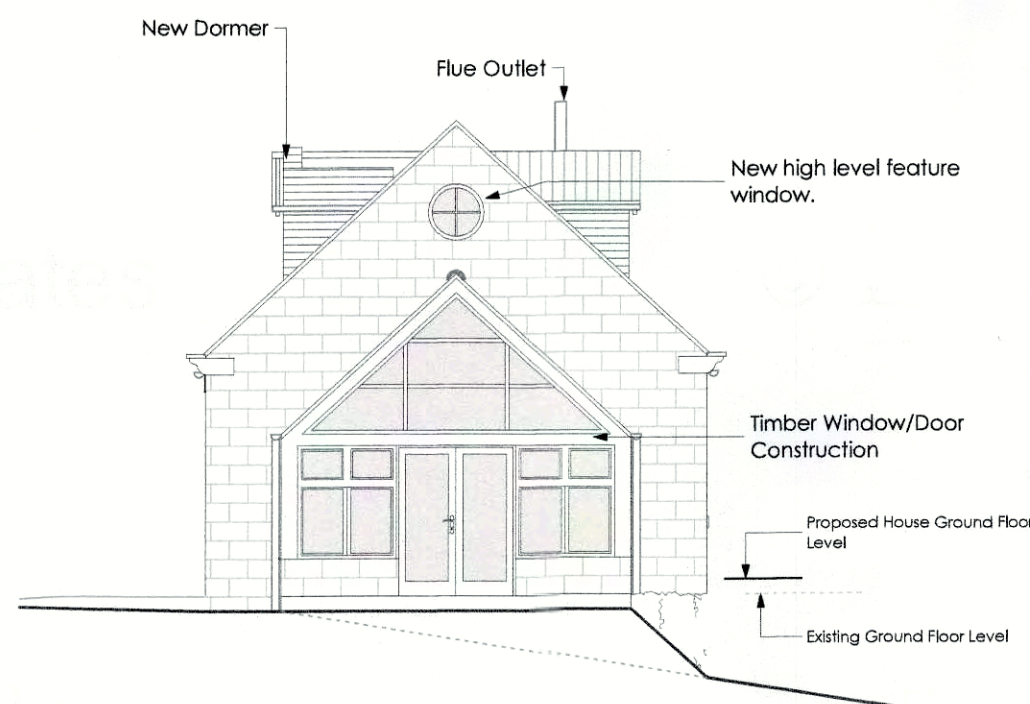 New Dormer
Flue Outlet
New high level feature
window.
Timber Window/Door
Construction
Proposed House Ground Floor
Level
Existing Ground Floor Level